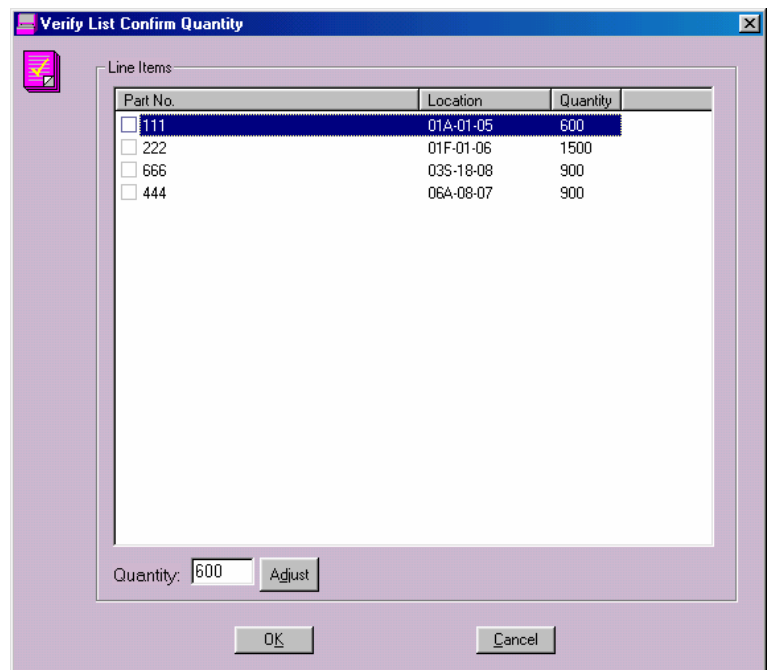 Verify List Confirm Quantity
Line Items
Part No. Location Quantity
111 01A-01-05 600
222 01F-01-06 1500
666 03S-18-08 900
444 06A-08-07 900
Quantity: 600 Adjust
OK Cancel